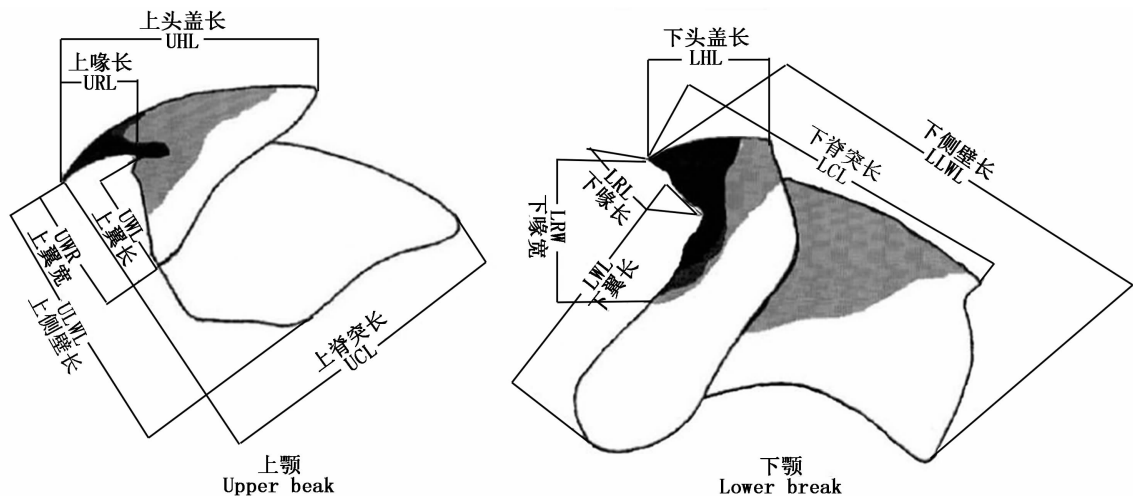 上头盖长
UHL
上喙长
URL
UWL
上翼长
UWR
上翼宽
ULWL
上侧壁长
上脊突长
UCL
上颚
Upper beak
下头盖长
LHL
下侧壁长
LLWL
下脊突长
LCL
LRL
下喙长
LRW
下喙宽
LWL
下翼长
下颚
Lower break